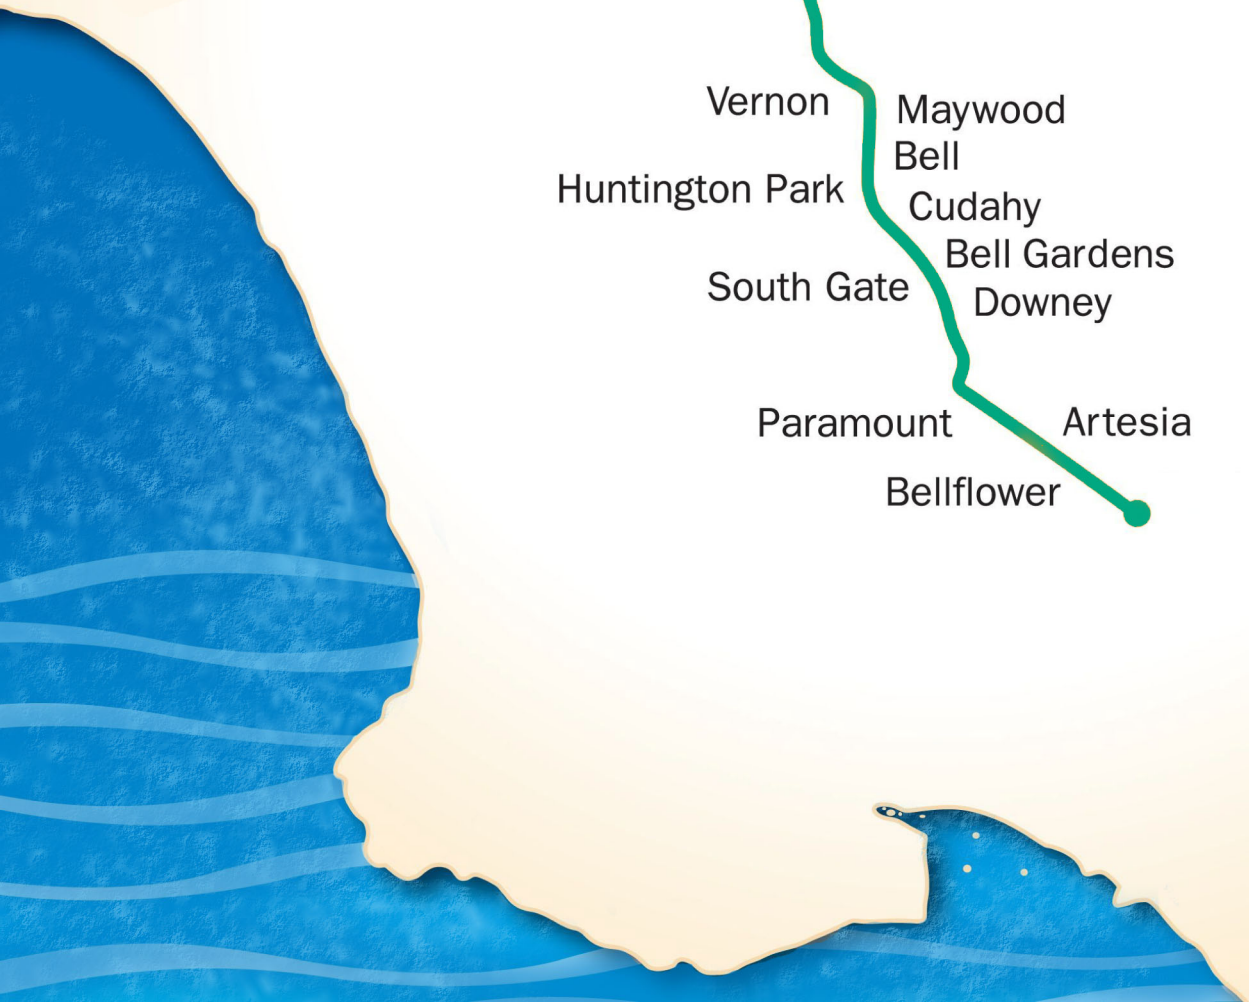 Vernon
Maywood
Bell
Huntington Park
Cudahy
Bell Gardens
South Gate
Downey
Paramount
Artesia
Bellflower